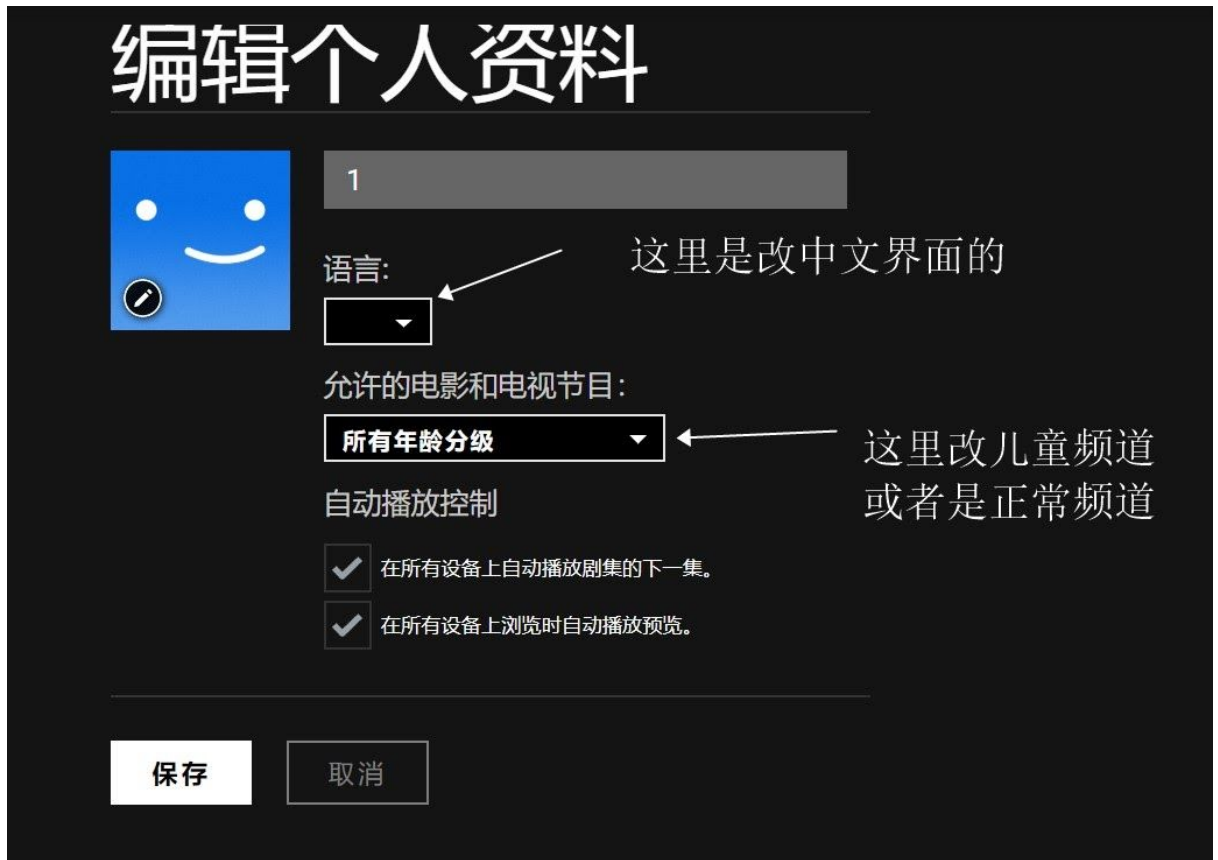 编辑个人资料
1
语言:
这里是改中文界面的
允许的电影和电视节目:
所有年龄分级
这里改儿童频道
或者是正常频道
自动播放控制
在所有设备上自动播放剧集的下一集。
在所有设备上浏览时自动播放预览。
保存
取消